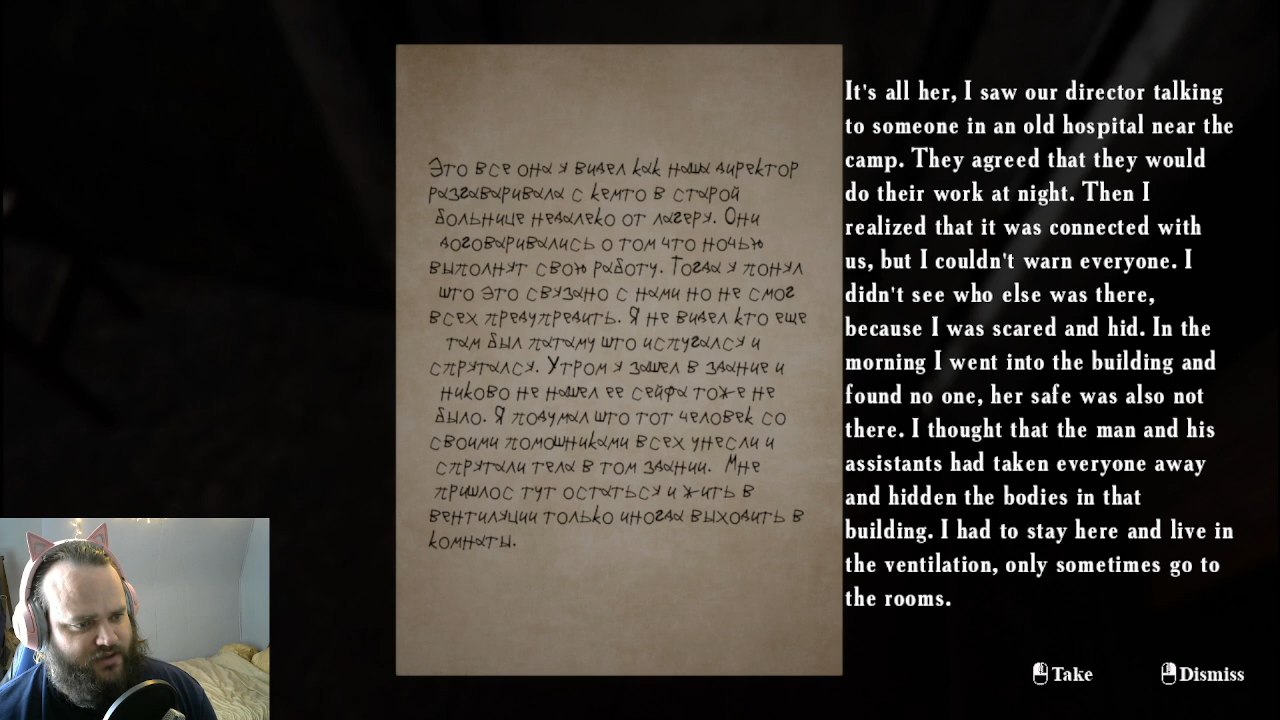 Это все она я видел как наша директор
разгаваривала с кемто в старой
больнице недалеко от лагеря. Они
договаривались о том что ночью
выполнят свою работу. Тогда я понял
што это связано с нами но не смог
всех предупредить. Я не видел кто еще
там был патаму што испугался и
спрятался. Утром я зашел в здание и
никово не нашел ее сейфа тоже не
было. Я подумал што тот человек со
своими помошниками всех унесли и
спрятали тела в том здании. Мне
пришлос тут остаться и жить в
вентиляции только иногда выходить в
комнаты.
It's all her, I saw our director talking
to someone in an old hospital near the
camp. They agreed that they would
do their work at night. Then I
realized that it was connected with
us, but I couldn't warn everyone. I
didn't see who else was there,
because I was scared and hid. In the
morning I went into the building and
found no one, her safe was also not
there. I thought that the man and his
assistants had taken everyone away
and hidden the bodies in that
building. I had to stay here and live in
the ventilation, only sometimes go to
the rooms.
Take
Dismiss